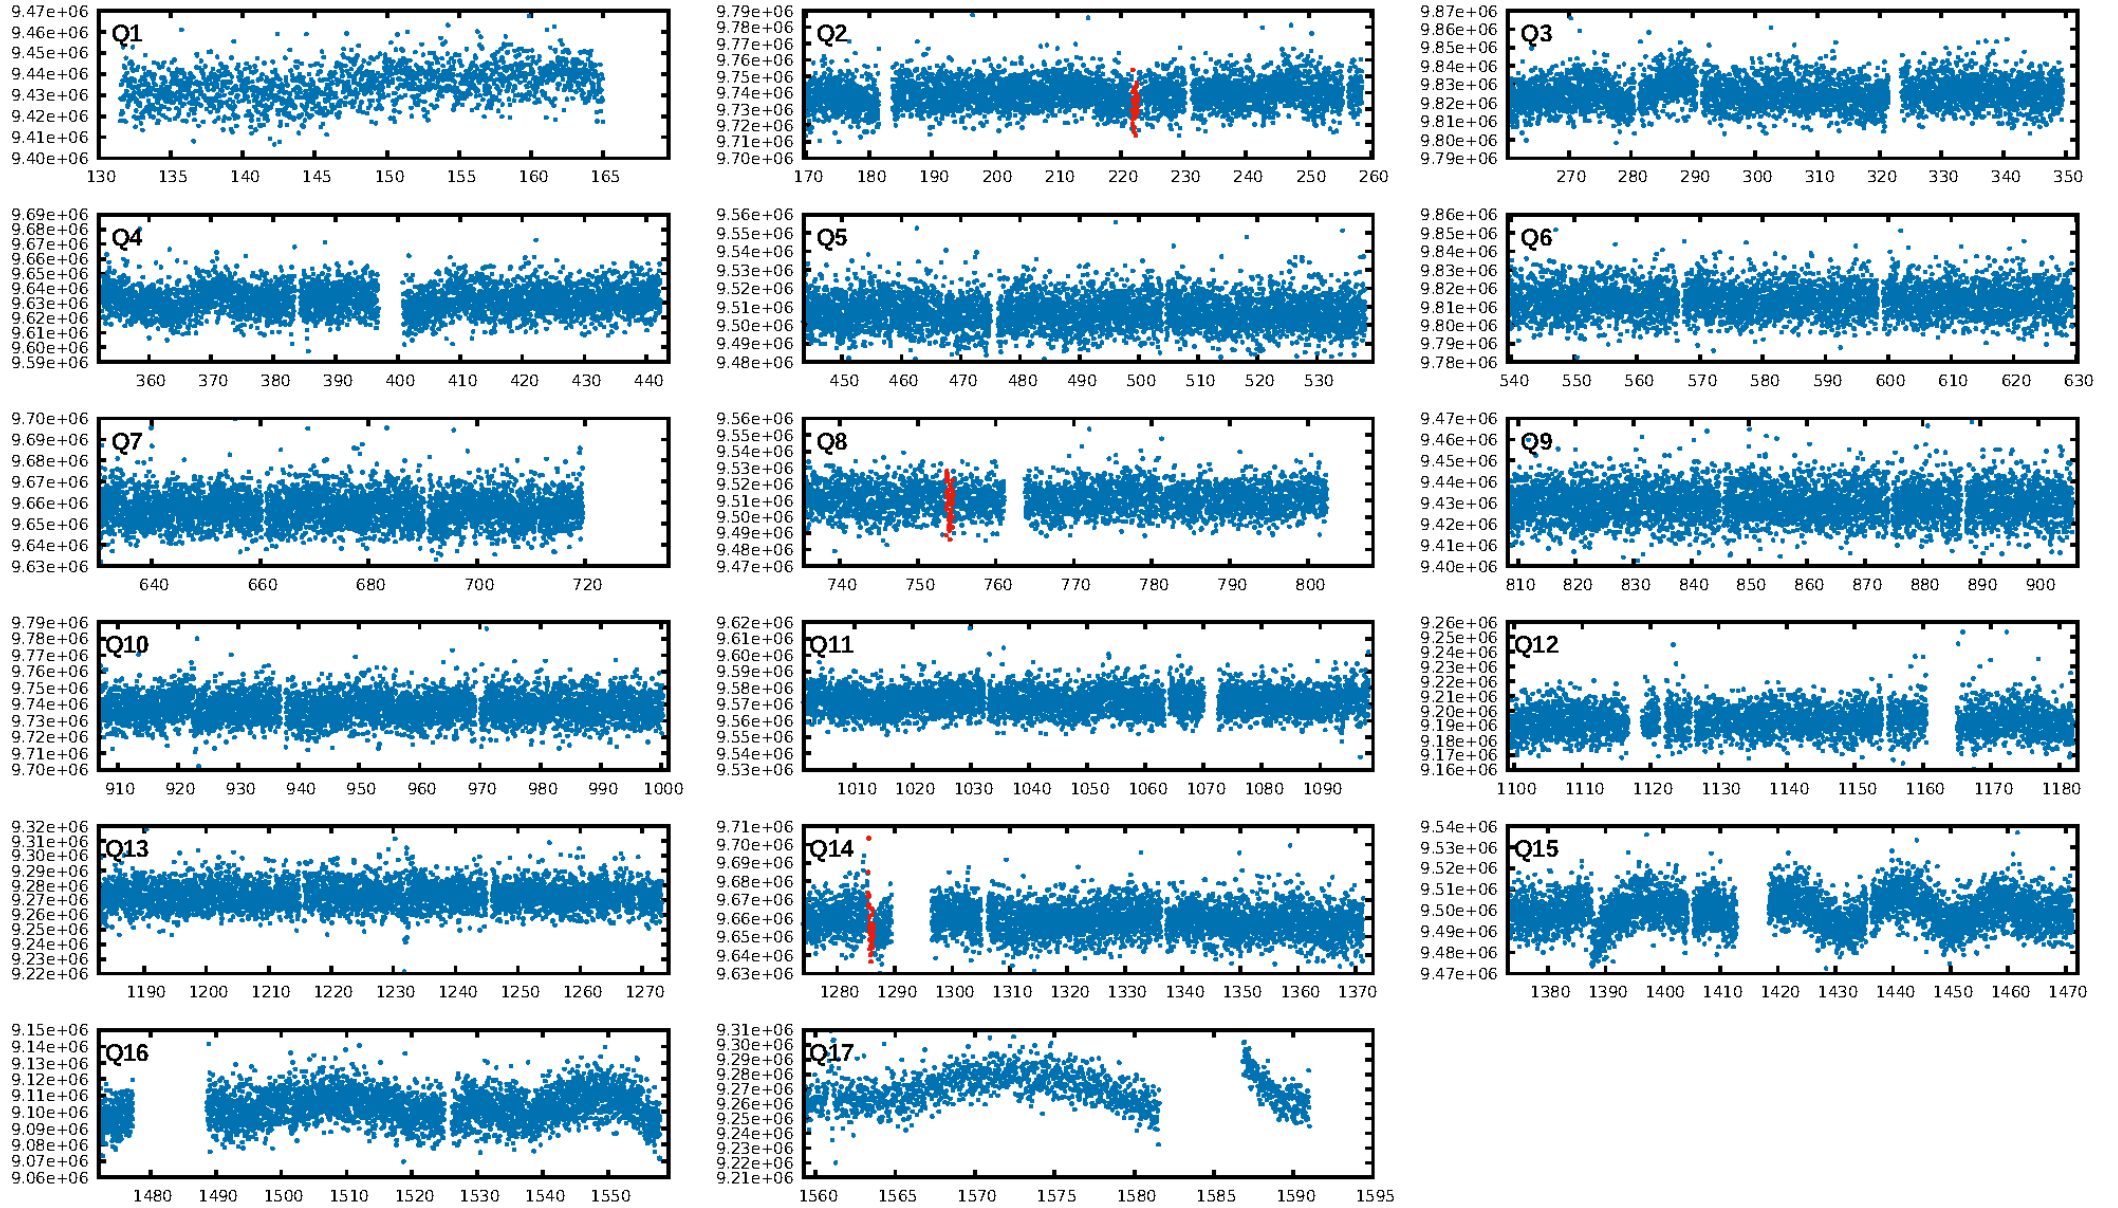 Q1
9.47e+06
9.46e+06
9.45e+06
9.44e+06
9.43e+06
9.42e+06
9.41e+06
9.40e+06
130 135 140 145 150 155 160 165
Q2
9.79e+06
9.78e+06
9.77e+06
9.76e+06
9.75e+06
9.74e+06
9.73e+06
9.72e+06
9.71e+06
9.70e+06
170 180 190 200 210 220 230 240 250 260
Q3
9.87e+06
9.86e+06
9.85e+06
9.84e+06
9.83e+06
9.82e+06
9.81e+06
9.80e+06
9.79e+06
270 280 290 300 310 320 330 340 350
Q4
9.69e+06
9.68e+06
9.67e+06
9.66e+06
9.65e+06
9.64e+06
9.63e+06
9.62e+06
9.61e+06
9.60e+06
9.59e+06
360 370 380 390 400 410 420 430 440
Q5
9.56e+06
9.55e+06
9.54e+06
9.53e+06
9.52e+06
9.51e+06
9.50e+06
9.49e+06
9.48e+06
450 460 470 480 490 500 510 520 530
Q6
9.86e+06
9.85e+06
9.84e+06
9.83e+06
9.82e+06
9.81e+06
9.80e+06
9.79e+06
9.78e+06
540 550 560 570 580 590 600 610 620 630
Q7
9.70e+06
9.69e+06
9.68e+06
9.67e+06
9.66e+06
9.65e+06
9.64e+06
9.63e+06
640 660 680 700 720
Q8
9.56e+06
9.55e+06
9.54e+06
9.53e+06
9.52e+06
9.51e+06
9.50e+06
9.49e+06
9.48e+06
9.47e+06
740 750 760 770 780 790 800
Q9
9.47e+06
9.46e+06
9.45e+06
9.44e+06
9.43e+06
9.42e+06
9.41e+06
9.40e+06
810 820 830 840 850 860 870 880 890 900
Q10
9.79e+06
9.78e+06
9.77e+06
9.76e+06
9.75e+06
9.74e+06
9.73e+06
9.72e+06
9.71e+06
9.70e+06
910 920 930 940 950 960 970 980 990 1000
Q11
9.62e+06
9.61e+06
9.60e+06
9.59e+06
9.58e+06
9.57e+06
9.56e+06
9.55e+06
9.54e+06
9.53e+06
1010 1020 1030 1040 1050 1060 1070 1080 1090
Q12
9.26e+06
9.25e+06
9.24e+06
9.23e+06
9.22e+06
9.21e+06
9.20e+06
9.19e+06
9.18e+06
9.17e+06
9.16e+06
1100 1110 1120 1130 1140 1150 1160 1170 1180
Q13
9.32e+06
9.31e+06
9.30e+06
9.29e+06
9.28e+06
9.27e+06
9.26e+06
9.25e+06
9.24e+06
9.23e+06
9.22e+06
1190 1200 1210 1220 1230 1240 1250 1260 1270
Q14
9.71e+06
9.70e+06
9.69e+06
9.68e+06
9.67e+06
9.66e+06
9.65e+06
9.64e+06
9.63e+06
1280 1290 1300 1310 1320 1330 1340 1350 1360 1370
Q15
9.54e+06
9.53e+06
9.52e+06
9.51e+06
9.50e+06
9.49e+06
9.48e+06
9.47e+06
1380 1390 1400 1410 1420 1430 1440 1450 1460 1470
Q16
9.15e+06
9.14e+06
9.13e+06
9.12e+06
9.11e+06
9.10e+06
9.09e+06
9.08e+06
9.07e+06
9.06e+06
1480 1490 1500 1510 1520 1530 1540 1550
Q17
9.31e+06
9.30e+06
9.29e+06
9.28e+06
9.27e+06
9.26e+06
9.25e+06
9.24e+06
9.23e+06
9.22e+06
9.21e+06
1560 1565 1570 1575 1580 1585 1590 1595